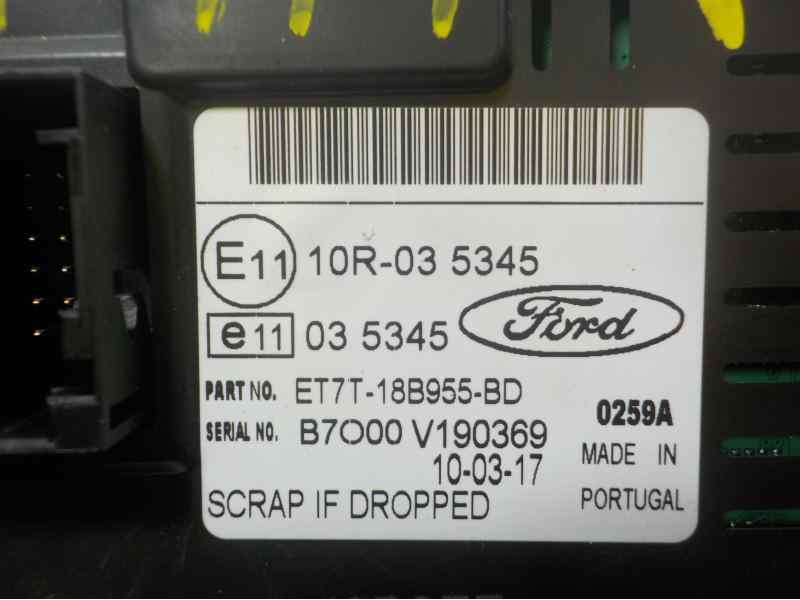 E11 10R-03 5345
e11 03 5345 Ford
PART NO. ET7T-18B955-BD
SERIAL NO. B7O00 V190369 0259A
10-03-17 MADE IN
SCRAP IF DROPPED PORTUGAL